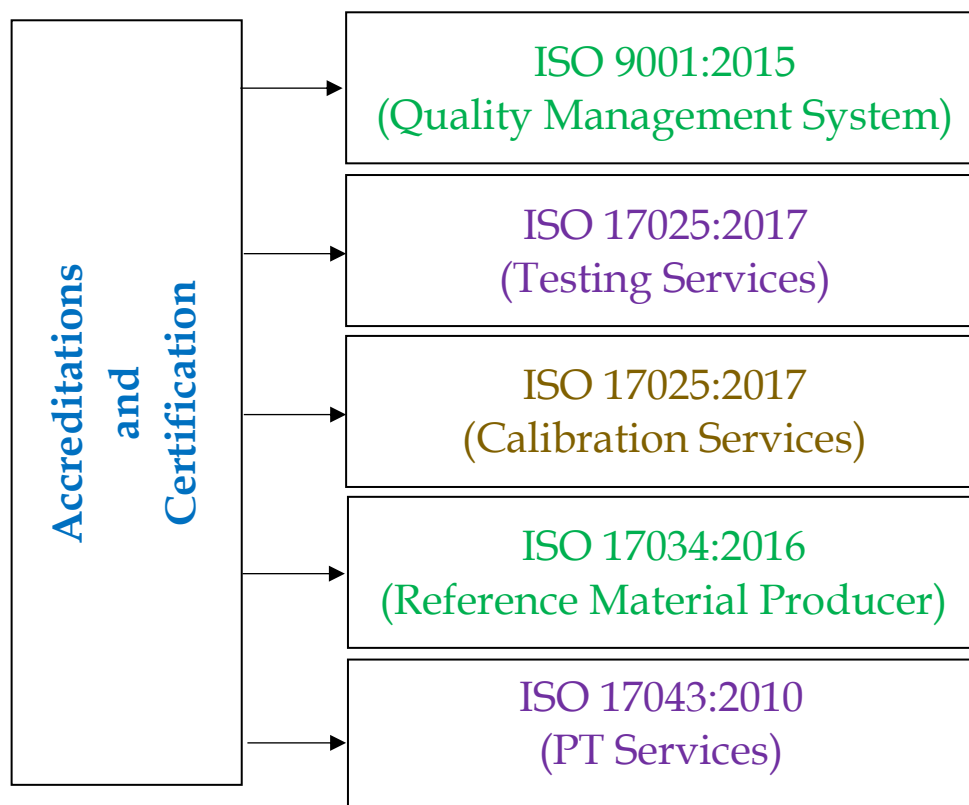 Accreditations
and
Certification
ISO 9001:2015
(Quality Management System)
ISO 17025:2017
(Testing Services)
ISO 17025:2017
(Calibration Services)
ISO 17034:2016
(Reference Material Producer)
ISO 17043:2010
(PT Services)